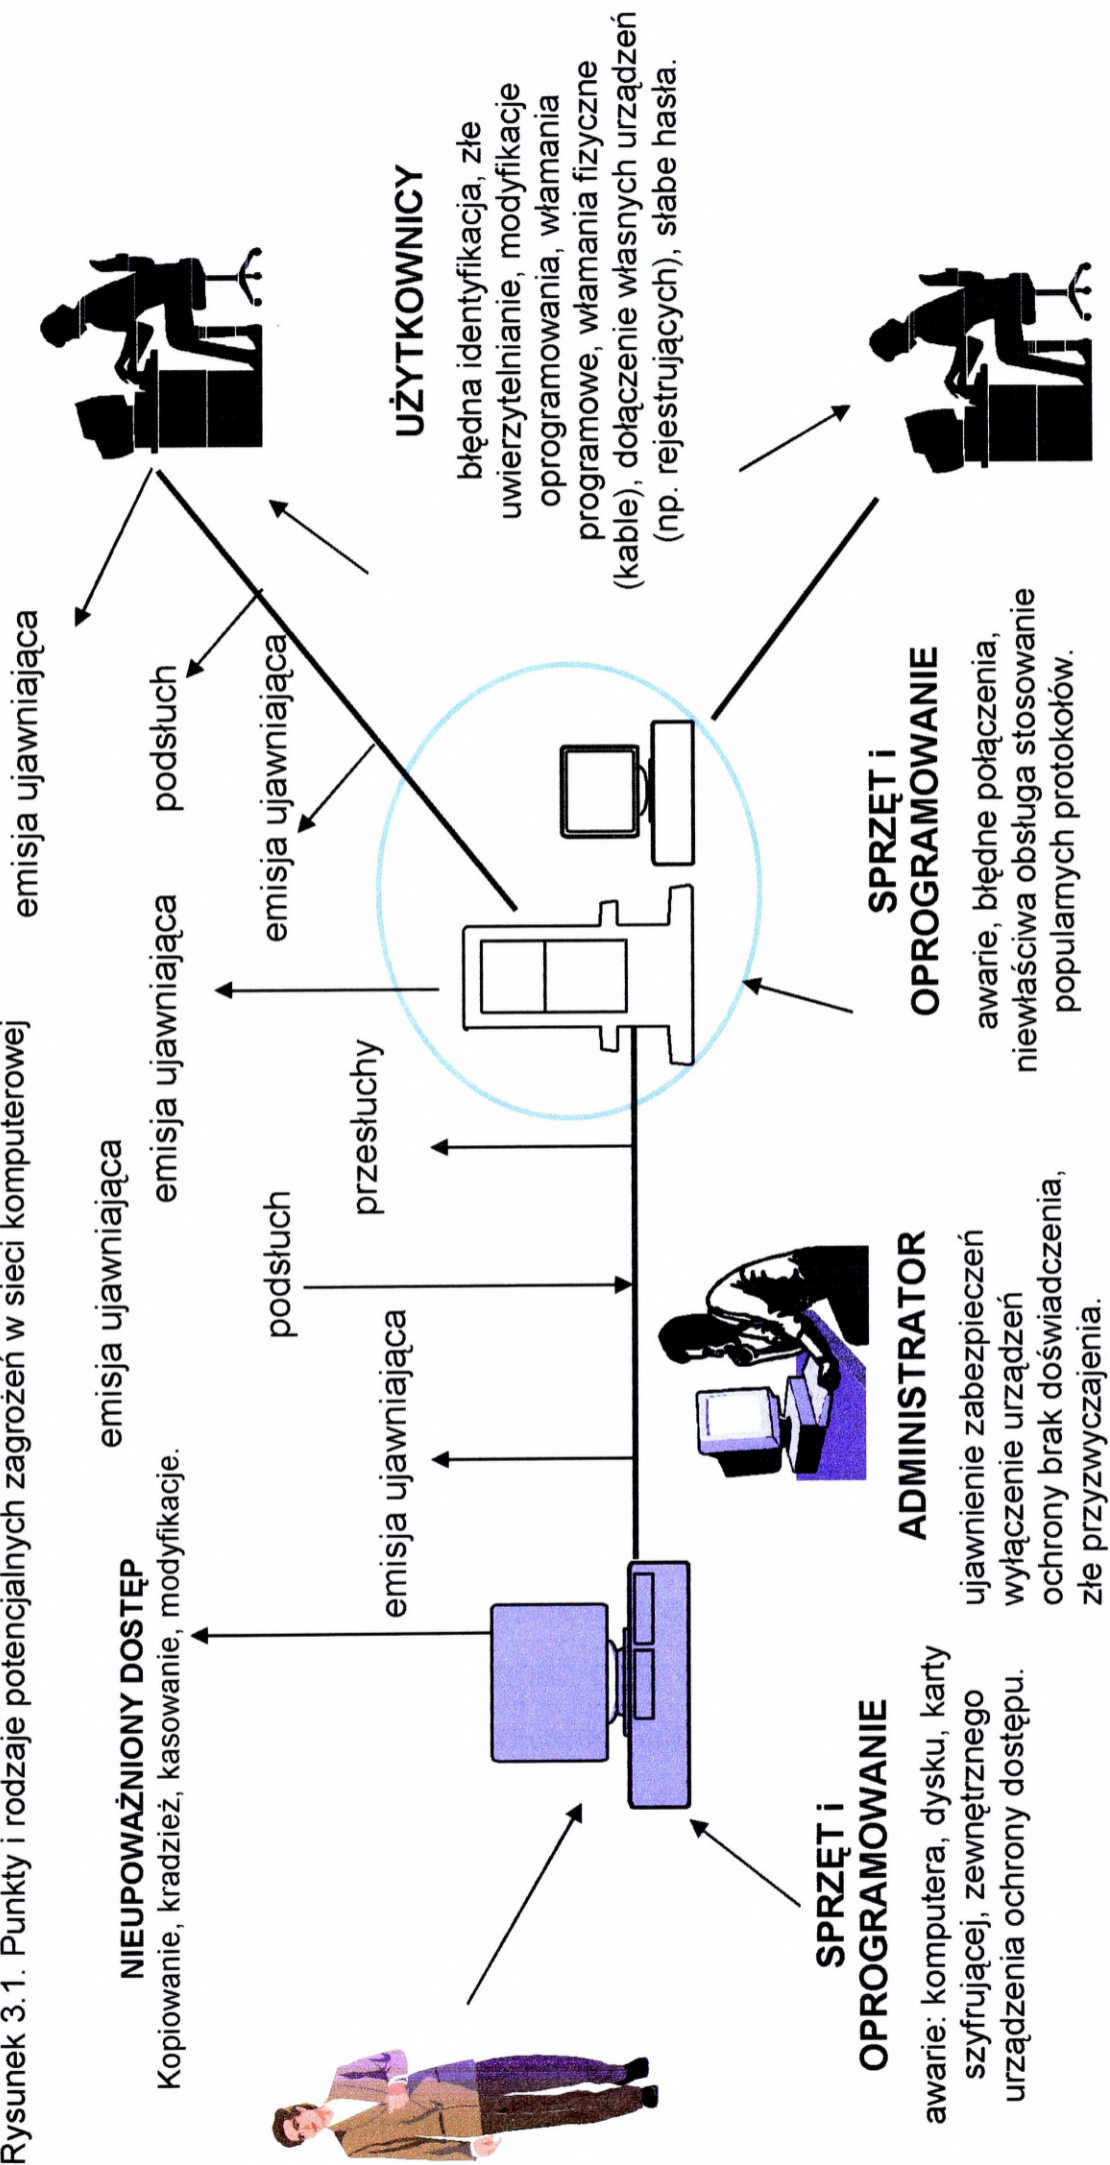 Rysunek 3.1. Punkty i rodzaje potencjalnych zagrożeń w sieci komputerowej
NIEUPOWAŻNIONY DOSTĘP
Kopiowanie, kradzież, kasowanie, modyfikacje.
emisja ujawniająca
emisja ujawniająca
emisja ujawniająca
podsłuch
emisja ujawniająca
podsłuch
przesłuchy
emisja ujawniająca
UŻYTKOWNICY
błędna identyfikacja, złe
uwierzytelnianie, modyfikacje
oprogramowania, włamania
programowe, włamania fizyczne
(kable), dołączenie własnych urządzeń
(np. rejestrujących), słabe hasła.
SPRZĘT i
OPROGRAMOWANIE
awarie: komputera, dysku, karty
szyfrującej, zewnętrznego
urządzenia ochrony dostępu.
ADMINISTRATOR
ujawnienie zabezpieczeń
wyłączenie urządzeń
ochrony brak doświadczenia,
złe przyzwyczajenia.
SPRZĘT i
OPROGRAMOWANIE
awarie, błędne połączenia,
niewłaściwa obsługa stosowanie
popularnych protokołów.